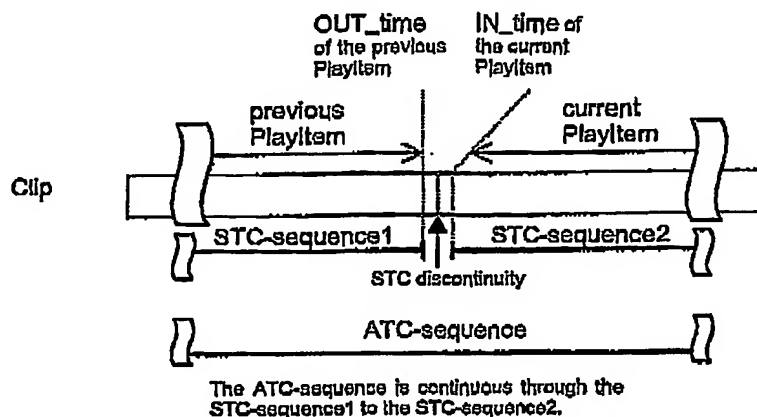 OUT_time
of the previous
PlayItem
IN_time of
the current
PlayItem
previous
PlayItem
current
PlayItem
Clip
STC-sequence1
STC-sequence2
STC discontinuity
ATC-sequence
The ATC-sequence is continuous through the
STC-sequence1 to the STC-sequence2.